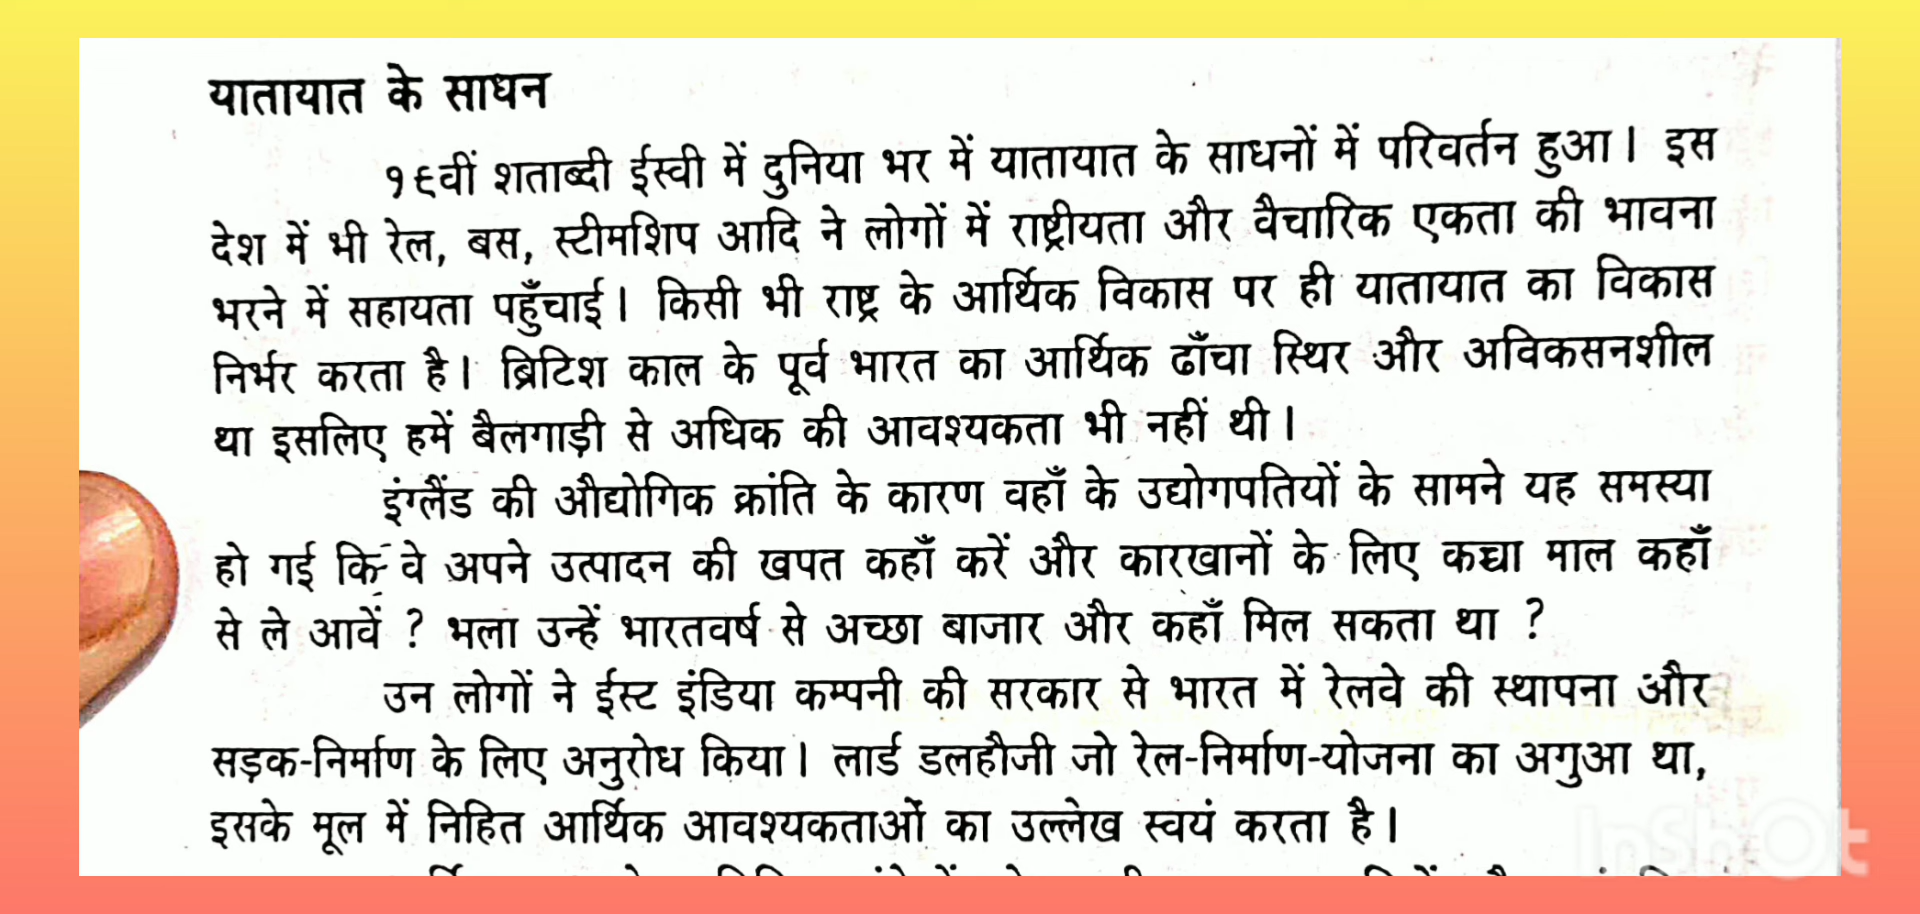 यातायात के साधन
१९वीं शताब्दी ईस्वी में दुनिया भर में यातायात के साधनों में परिवर्तन हुआ। इस
देश में भी रेल, बस, स्टीमशिप आदि ने लोगों में राष्ट्रीयता और वैचारिक एकता की भावना
भरने में सहायता पहुँचाई। किसी भी राष्ट्र के आर्थिक विकास पर ही यातायात का विकास
निर्भर करता है। ब्रिटिश काल के पूर्व भारत का आर्थिक ढाँचा स्थिर और अविकसनशील
था इसलिए हमें बैलगाड़ी से अधिक की आवश्यकता भी नहीं थी।
इंग्लैंड की औद्योगिक क्रांति के कारण वहाँ के उद्योगपतियों के सामने यह समस्या
हो गई कि वे अपने उत्पादन की खपत कहाँ करें और कारखानों के लिए कच्चा माल कहाँ
से ले आवें ? भला उन्हें भारतवर्ष से अच्छा बाजार और कहाँ मिल सकता था ?
उन लोगों ने ईस्ट इंडिया कम्पनी की सरकार से भारत में रेलवे की स्थापना और
सड़क-निर्माण के लिए अनुरोध किया। लार्ड डलहौजी जो रेल-निर्माण-योजना का अगुआ था,
इसके मूल में निहित आर्थिक आवश्यकताओं का उल्लेख स्वयं करता है।
InShOt